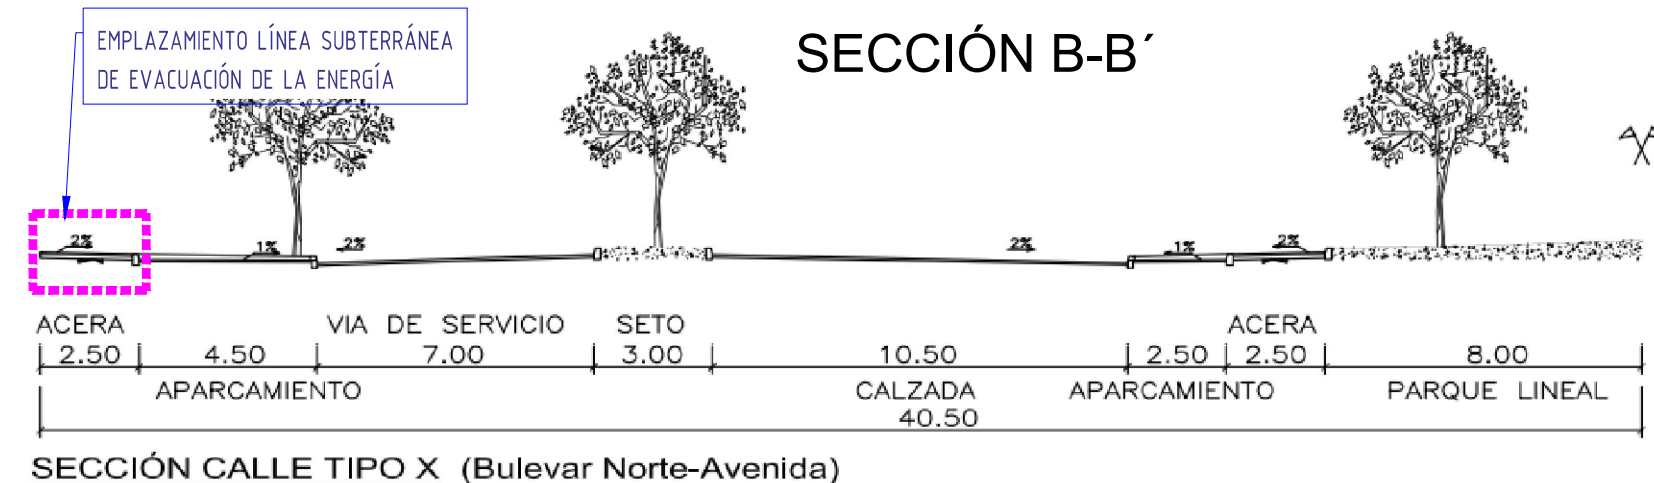 EMPLAZAMIENTO LÍNEA SUBTERRÁNEA
DE EVACUACIÓN DE LA ENERGÍA
SECCIÓN B-B´
2% 1% 2% 2% 1% 2%
ACERA VIA DE SERVICIO SETO ACERA
2.50 4.50 7.00 3.00 10.50 2.50 2.50 8.00
APARCAMIENTO CALZADA APARCAMIENTO PARQUE LINEAL
40.50
SECCIÓN CALLE TIPO X (Bulevar Norte-Avenida)